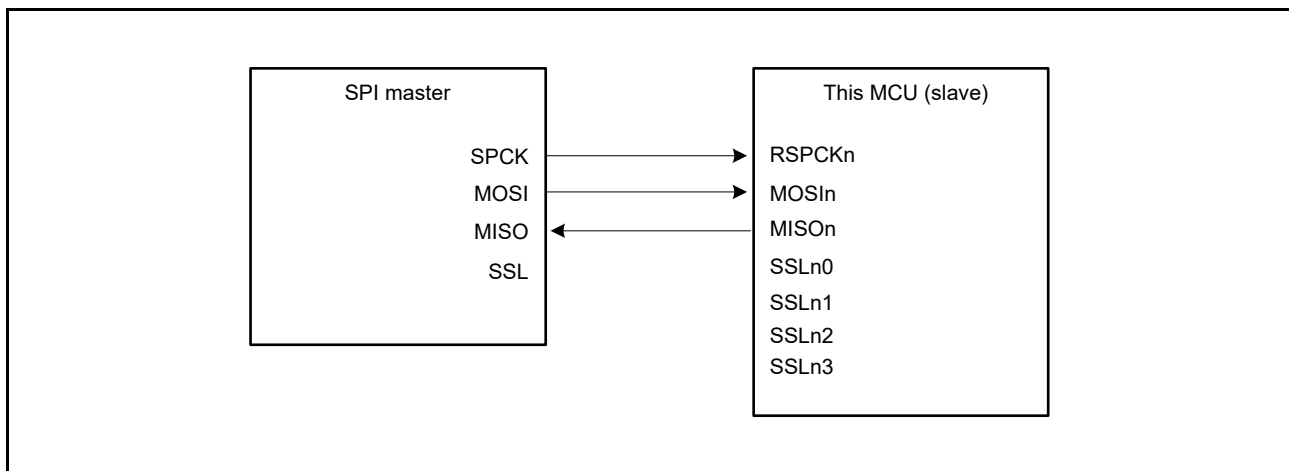 SPI master
SPCK
MOSI
MISO
SSL
This MCU (slave)
RSPCKn
MOSIn
MISOn
SSLn0
SSLn1
SSLn2
SSLn3